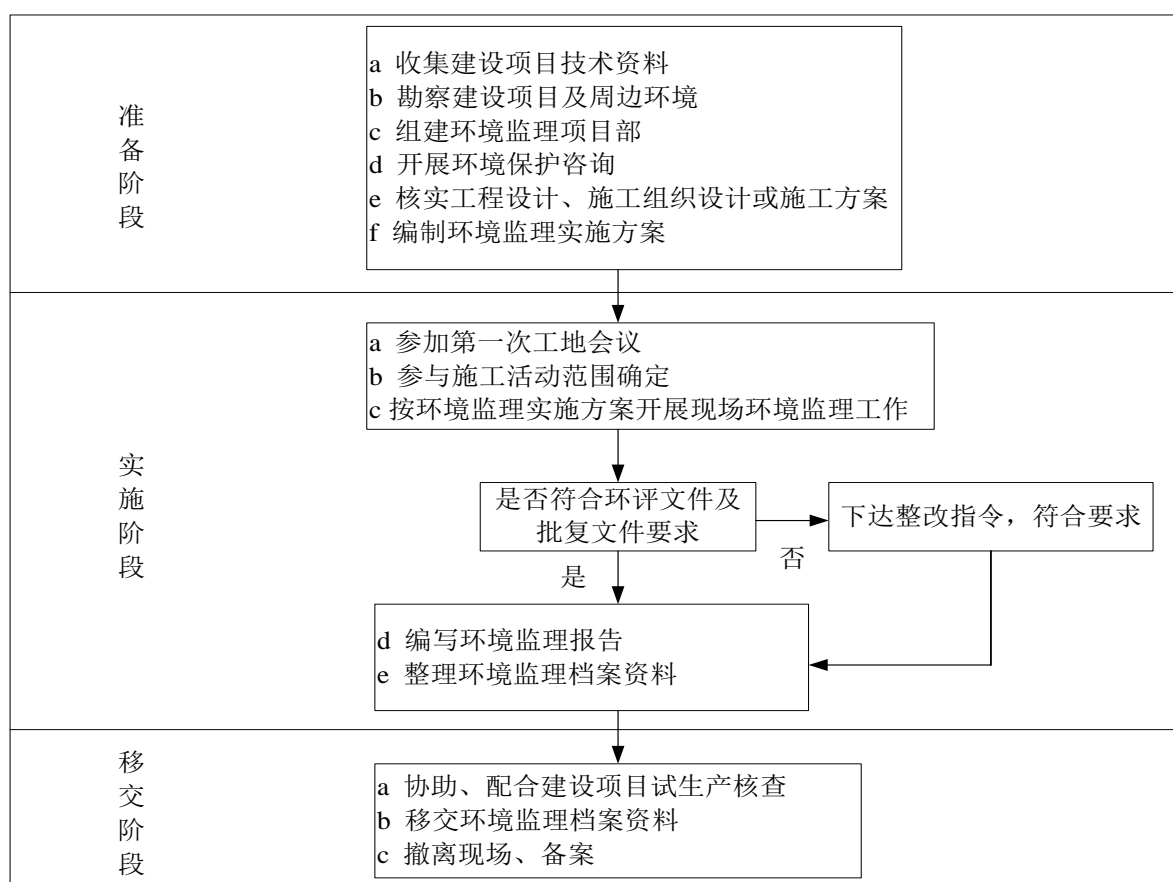 准备阶段
a 收集建设项目技术资料
b 勘察建设项目及周边环境
c 组建环境监理项目部
d 开展环境保护咨询
e 核实工程设计、施工组织设计或施工方案
f 编制环境监理实施方案
实施阶段
a 参加第一次工地会议
b 参与施工活动范围确定
c 按环境监理实施方案开展现场环境监理工作
是否符合环评文件及
批复文件要求
下达整改指令，符合要求
否
是
d 编写环境监理报告
e 整理环境监理档案资料
移交阶段
a 协助、配合建设项目试生产核查
b 移交环境监理档案资料
c 撤离现场、备案